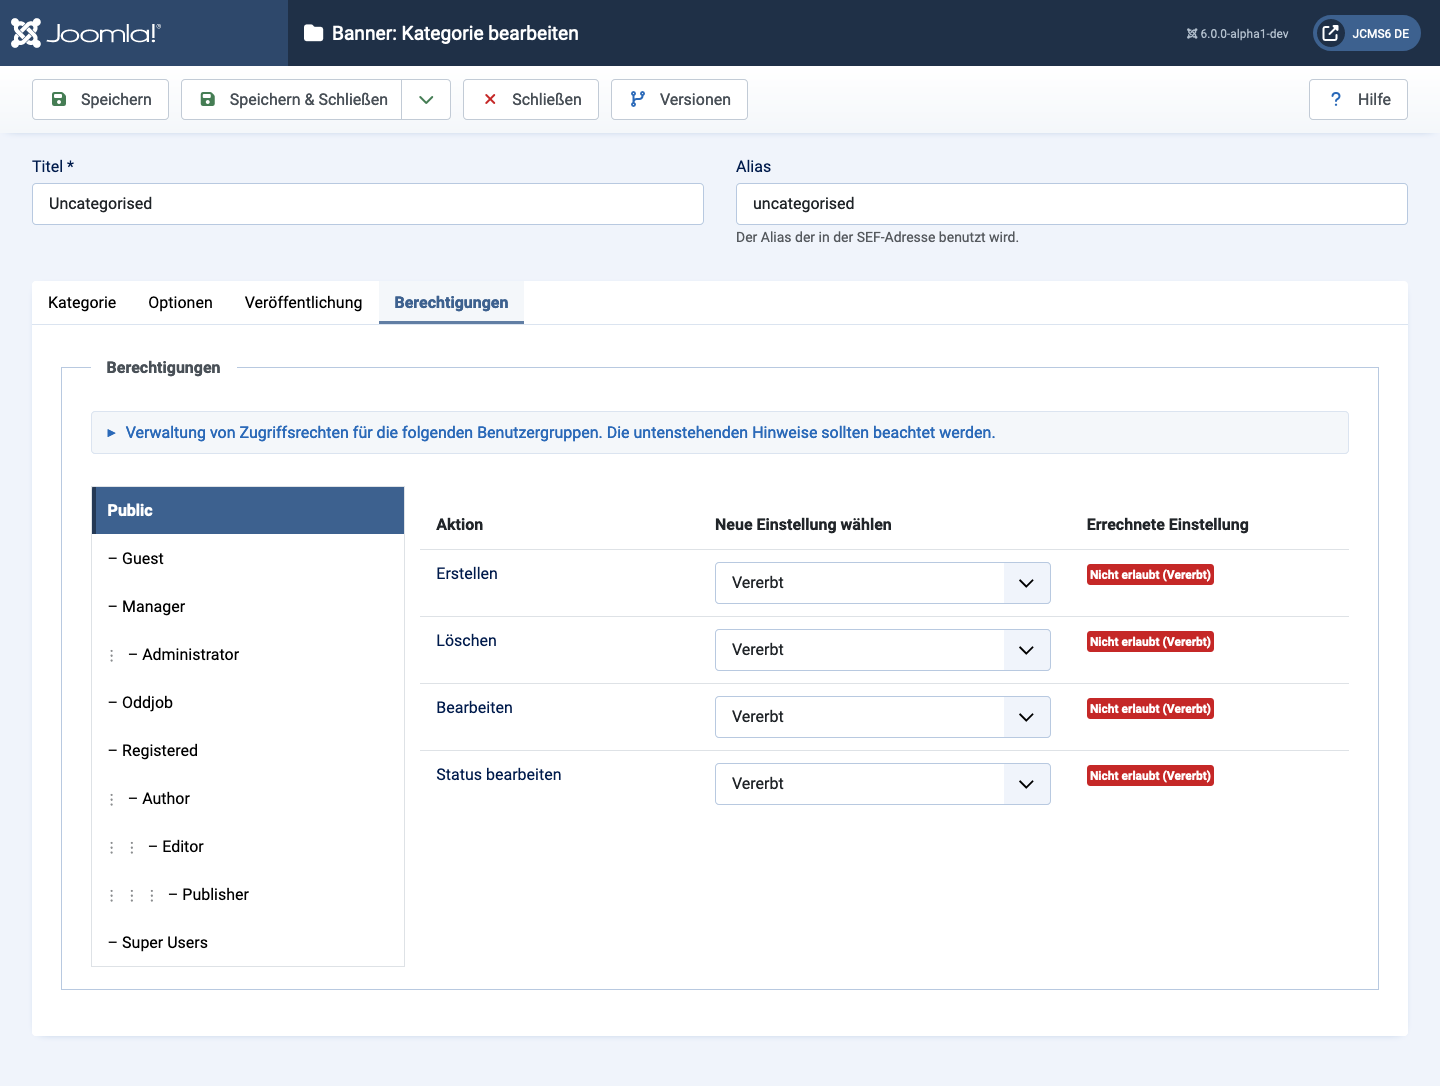 Joomla!®
Banner: Kategorie bearbeiten
6.0.0-alpha1-dev
JCMS6 DE
Speichern
Speichern & Schließen
Schließen
Versionen
? Hilfe
Titel *
Alias
Uncategorised
uncategorised
Der Alias der in der SEF-Adresse benutzt wird.
Kategorie
Optionen
Veröffentlichung
Berechtigungen
Berechtigungen
Verwaltung von Zugriffsrechten für die folgenden Benutzergruppen. Die untenstehenden Hinweise sollten beachtet werden.
Public
– Guest
– Manager
– Administrator
– Oddjob
– Registered
– Author
– Editor
– Publisher
– Super Users
Aktion
Neue Einstellung wählen
Errechnete Einstellung
Erstellen
Vererbt
Nicht erlaubt (Vererbt)
Löschen
Vererbt
Nicht erlaubt (Vererbt)
Bearbeiten
Vererbt
Nicht erlaubt (Vererbt)
Status bearbeiten
Vererbt
Nicht erlaubt (Vererbt)